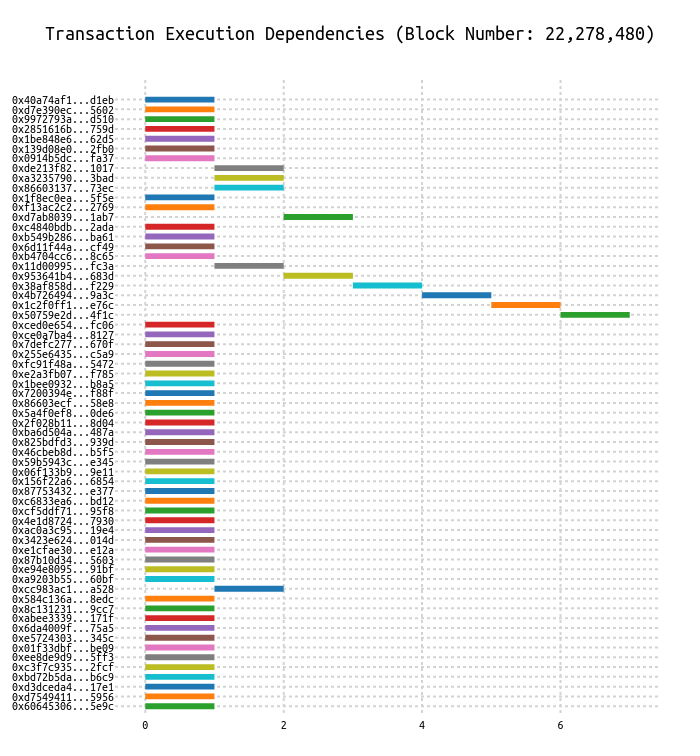 Transaction Execution Dependencies (Block Number: 22,278,480)
0x40a74af1...d1eb
0xd7e390ec...5602
0x9972793a...d510
0x2851616b...759d
0x1be848e6...62d5
0x139d08e0...2fb0
0x0914b5dc...fa37
0xde213f82...1017
0xa3235790...3bad
0x86603137...73ec
0x1f8ec0ea...5f5e
0xf13ac2c2...2769
0xd7ab8039...1ab7
0xc4840bdb...2ada
0xb549b286...ba61
0x6d11f44a...cf49
0xb4704cc6...8c65
0x11d00995...fc3a
0x953641b4...683d
0x38af858d...f229
0x4b726494...9a3c
0x1c2f0ff1...e76c
0x50759e2d...4f1c
0xced0e654...fc06
0xce0a7ba4...8127
0x7defc277...670f
0x255e6435...c5a9
0xfc91f48a...5472
0xe2a3fb07...f785
0x1bee0932...b8a5
0x7200394e...f88f
0x86603ecf...58e8
0x5a4f0ef8...0de6
0x2f028b11...8d04
0xba6d504a...487a
0x825bdfd3...939d
0x46cbeb8d...b5f5
0x59b5943c...e345
0x06f133b9...9e11
0x156f22a6...6854
0x87753432...e377
0xc6833ea6...bd12
0xcf5ddf71...95f8
0x4e1d8724...7930
0xac0a3c95...19e4
0x3423e624...014d
0xe1cfae30...e12a
0x87b10d34...5603
0xe94e8095...91bf
0xa9203b55...60bf
0xcc983ac1...a528
0x584c136a...8edc
0x8c131231...9cc7
0xabee3339...171f
0x6da4009f...75a5
0xe5724303...345c
0x01f33dbf...be09
0xee8de9d9...5ff3
0xc3f7c935...2fcf
0xbd72b5da...b6c9
0xd3dceda4...17e1
0xd7549411...5956
0x60645306...5e9c
0 2 4 6